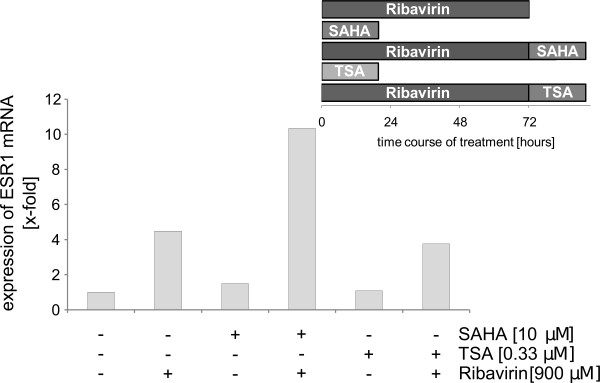 Ribavirin
SAHA
Ribavirin SAHA
TSA
Ribavirin TSA
0 24 48 72
time course of treatment [hours]
expression of ESR1 mRNA
[x-fold]
12
10
8
6
4
2
0
- - + + - - SAHA [10 µM]
- - - - + + TSA [0.33 µM]
- + - + - + Ribavirin[900 µM]